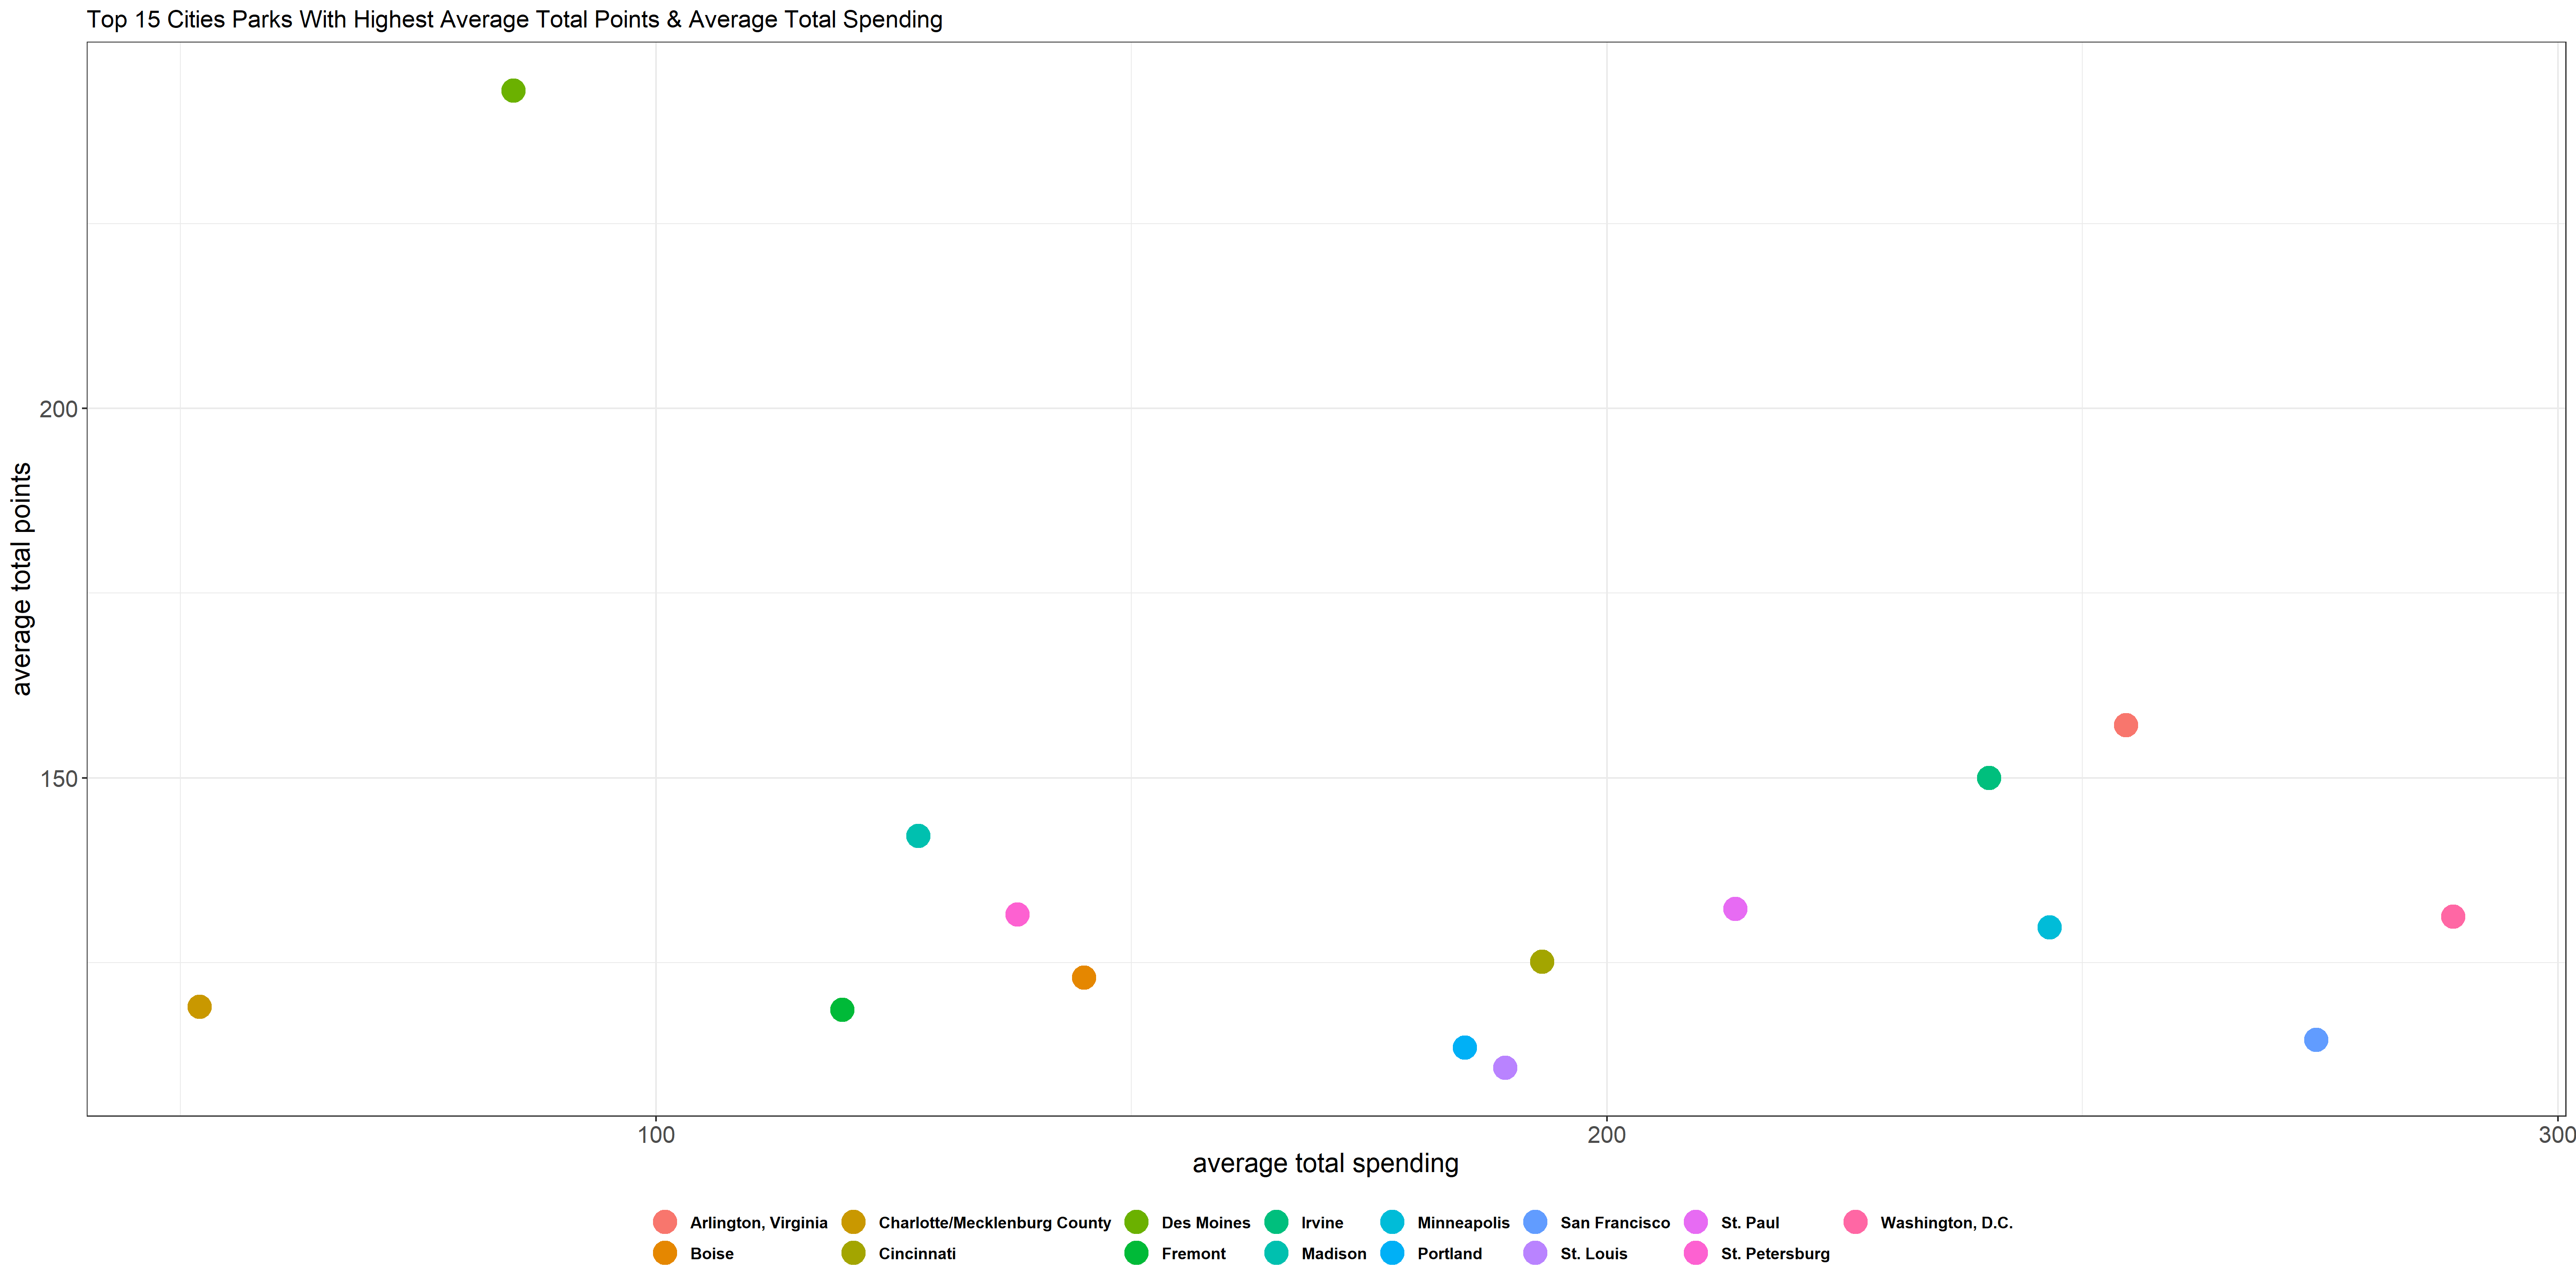 Top 15 Cities Parks With Highest Average Total Points & Average Total Spending
average total points
200
150
100 200 300
average total spending
Arlington, Virginia Charlotte/Mecklenburg County Des Moines Irvine Minneapolis San Francisco St. Paul Washington, D.C.
Boise Cincinnati Fremont Madison Portland St. Louis St. Petersburg